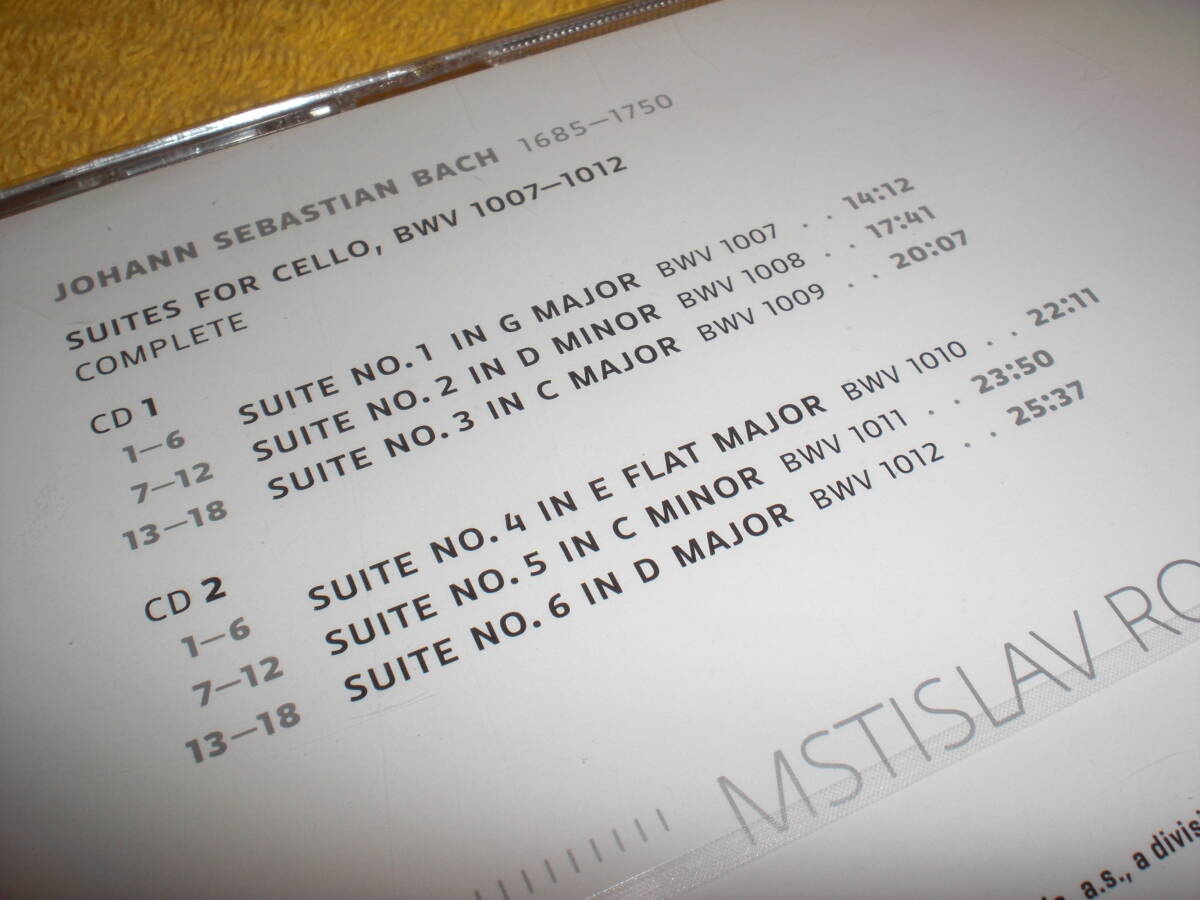 JOHANN SEBASTIAN BACH 1685—1750
SUITES FOR CELLO, BWV 1007—1012
COMPLETE
CD 1
1—6 SUITE NO. 1 IN G MAJOR BWV 1007 . . 14:12
7—12 SUITE NO. 2 IN D MINOR BWV 1008 . . 17:41
13—18 SUITE NO. 3 IN C MAJOR BWV 1009 . . 20:07
CD 2
1—6 SUITE NO. 4 IN E FLAT MAJOR BWV 1010 . . 22:11
7—12 SUITE NO. 5 IN C MINOR BWV 1011 . . 23:50
13—18 SUITE NO. 6 IN D MAJOR BWV 1012 . . 25:37
MSTISLAV RO
a.s., a divisi